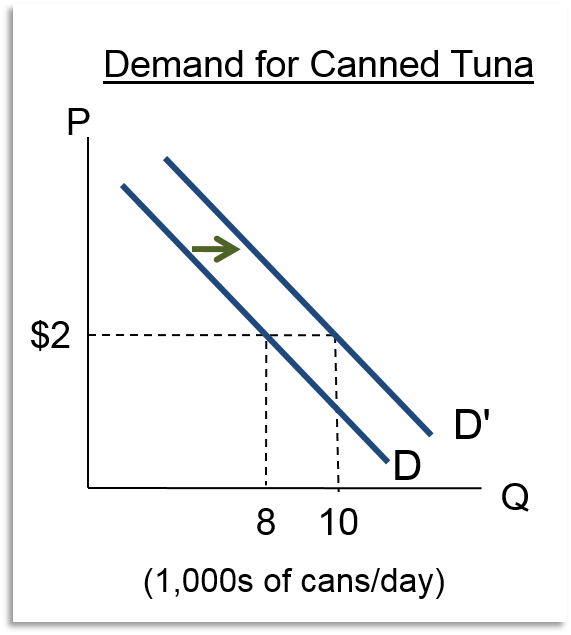 Demand for Canned Tuna
P
$2
D'
D
Q
8 10
(1,000s of cans/day)